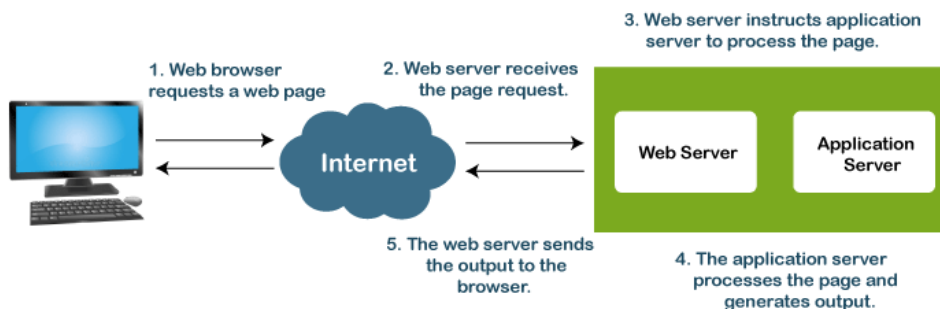 1. Web browser
requests a web page
2. Web server receives
the page request.
3. Web server instructs application
server to process the page.
Internet
Web Server
Application
Server
4. The application server
processes the page and
generates output.
5. The web server sends
the output to the
browser.